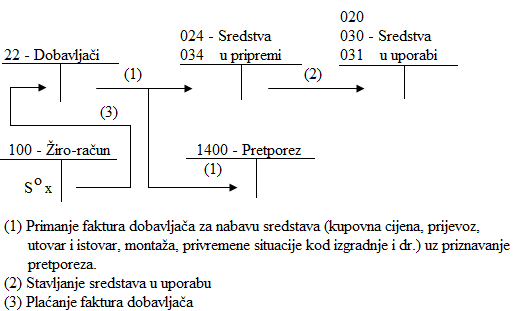 020
024 - Sredstva
030 - Sredstva
22 - Dobavljači
034 u pripremi
031 u uporabi
(1)
(2)
(3)
100 - Žiro-račun
1400 - Pretporez
(1)
S° x
(1) Primanje faktura dobavljača za nabavu sredstava (kupovna cijena, prijevoz,
utovar i istovar, montaža, privremene situacije kod izgradnje i dr.) uz priznavanje
pretporeza.
(2) Stavljanje sredstava u uporabu
(3) Plaćanje faktura dobavljača